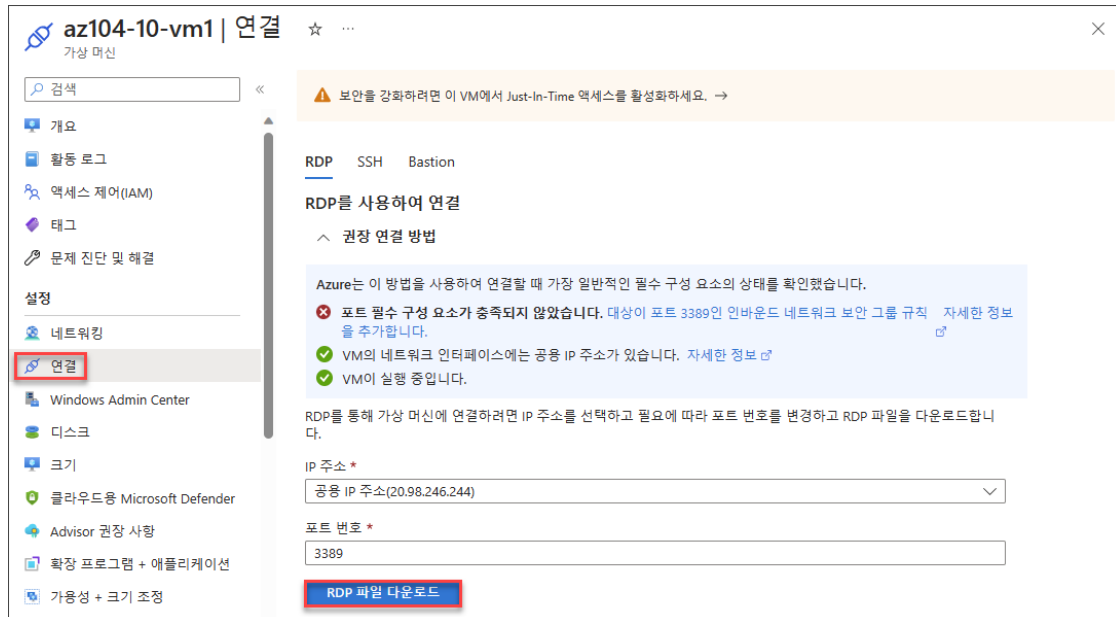 az104-10-vm1 | 연결
가상 머신
검색
개요
활동 로그
액세스 제어(IAM)
태그
문제 진단 및 해결
설정
네트워킹
연결
Windows Admin Center
디스크
크기
클라우드용 Microsoft Defender
Advisor 권장 사항
확장 프로그램 + 애플리케이션
가용성 + 크기 조정
보안을 강화하려면 이 VM에서 Just-In-Time 액세스를 활성화하세요. →
RDP SSH Bastion
RDP를 사용하여 연결
권장 연결 방법
Azure는 이 방법을 사용하여 연결할 때 가장 일반적인 필수 구성 요소의 상태를 확인했습니다.
포트 필수 구성 요소가 충족되지 않았습니다. 대상이 포트 3389인 인바운드 네트워크 보안 그룹 규칙 자세한 정보
을 추가합니다.
VM의 네트워크 인터페이스에는 공용 IP 주소가 있습니다. 자세한 정보
VM이 실행 중입니다.
RDP를 통해 가상 머신에 연결하려면 IP 주소를 선택하고 필요에 따라 포트 번호를 변경하고 RDP 파일을 다운로드합니
다.
IP 주소 *
공용 IP 주소(20.98.246.244)
포트 번호 *
3389
RDP 파일 다운로드